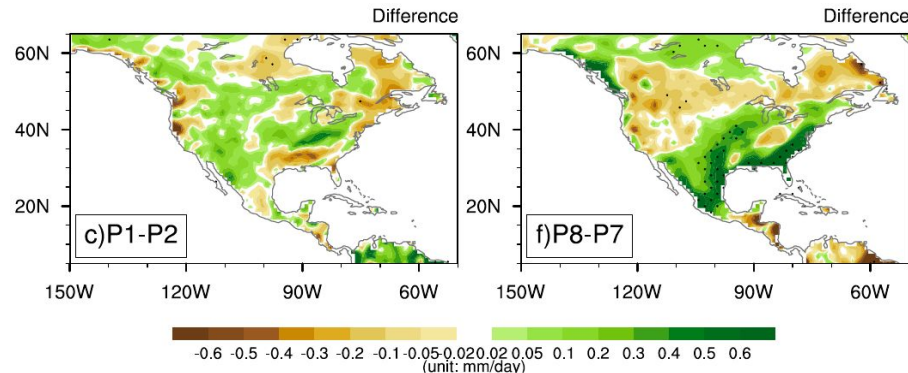 Difference
Difference
60N
40N
20N
c)P1-P2
150W 120W 90W 60W
60N
40N
20N
f)P8-P7
150W 120W 90W 60W
-0.6 -0.4 -0.3 -0.2 -0.1 -0.05 -0.02 0.02 0.05 0.1 0.2 0.3 0.4 0.5 0.6
(unit: mm/day)